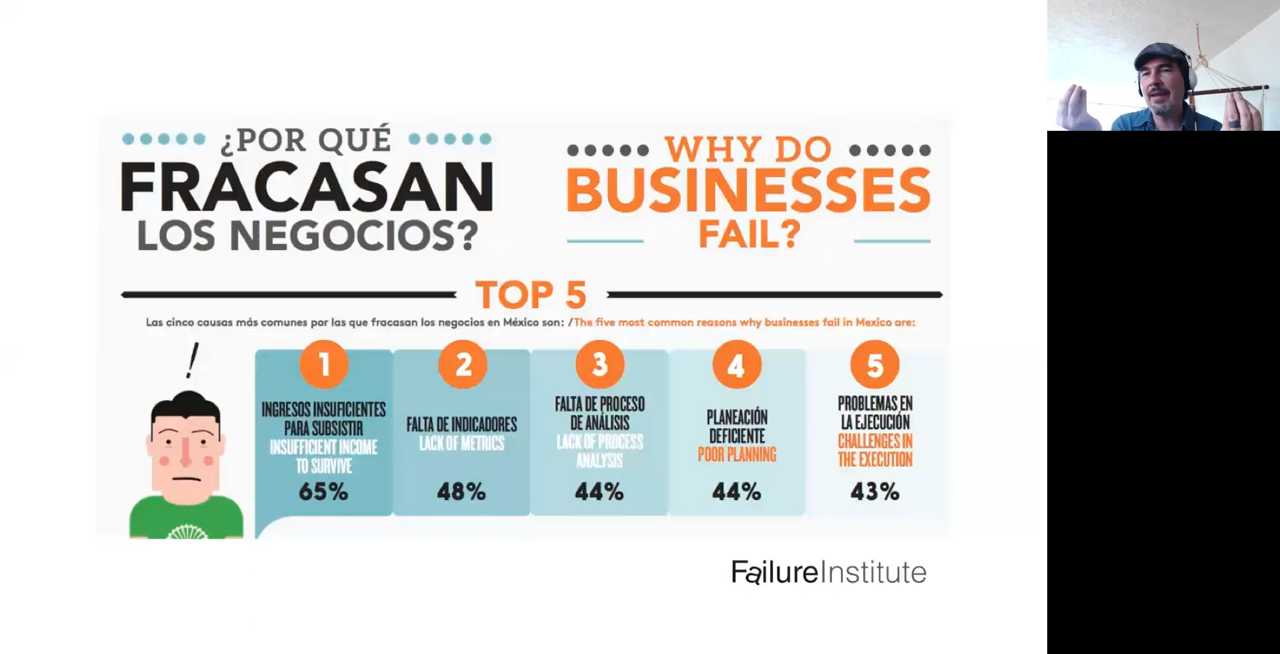 ¿POR QUÉ
FRACASAN
LOS NEGOCIOS?
WHY DO
BUSINESSES
FAIL?
TOP 5
Las cinco causas más comunes por las que fracasan los negocios en México son: /The five most common reasons why businesses fail in Mexico are:
!
1
INGRESOS INSUFICIENTES
PARA SUBSISTIR
INSUFFICIENT INCOME
TO SURVIVE
65%
2
FALTA DE INDICADORES
LACK OF METRICS
48%
3
FALTA DE PROCESO
DE ANÁLISIS
LACK OF PROCESS
ANALYSIS
44%
4
PLANEACIÓN
DEFICIENTE
POOR PLANNING
44%
5
PROBLEMAS EN
LA EJECUCIÓN
CHALLENGES IN
THE EXECUTION
43%
FailureInstitute